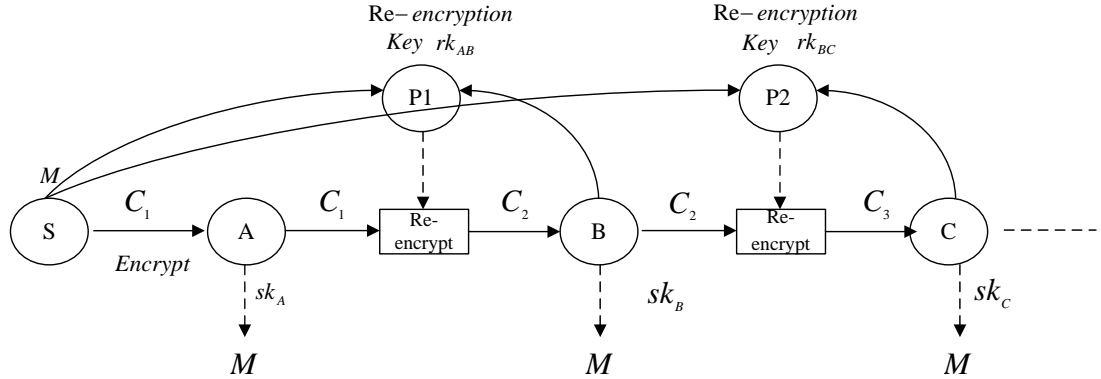 Re− encryption
Key rk_AB
Re− encryption
Key rk_BC
P1
P2
M
C_1
C_1
C_2
C_2
C_3
S
A
Re-
encrypt
B
Re-
encrypt
C
Encrypt
sk_A
sk_B
sk_C
M
M
M